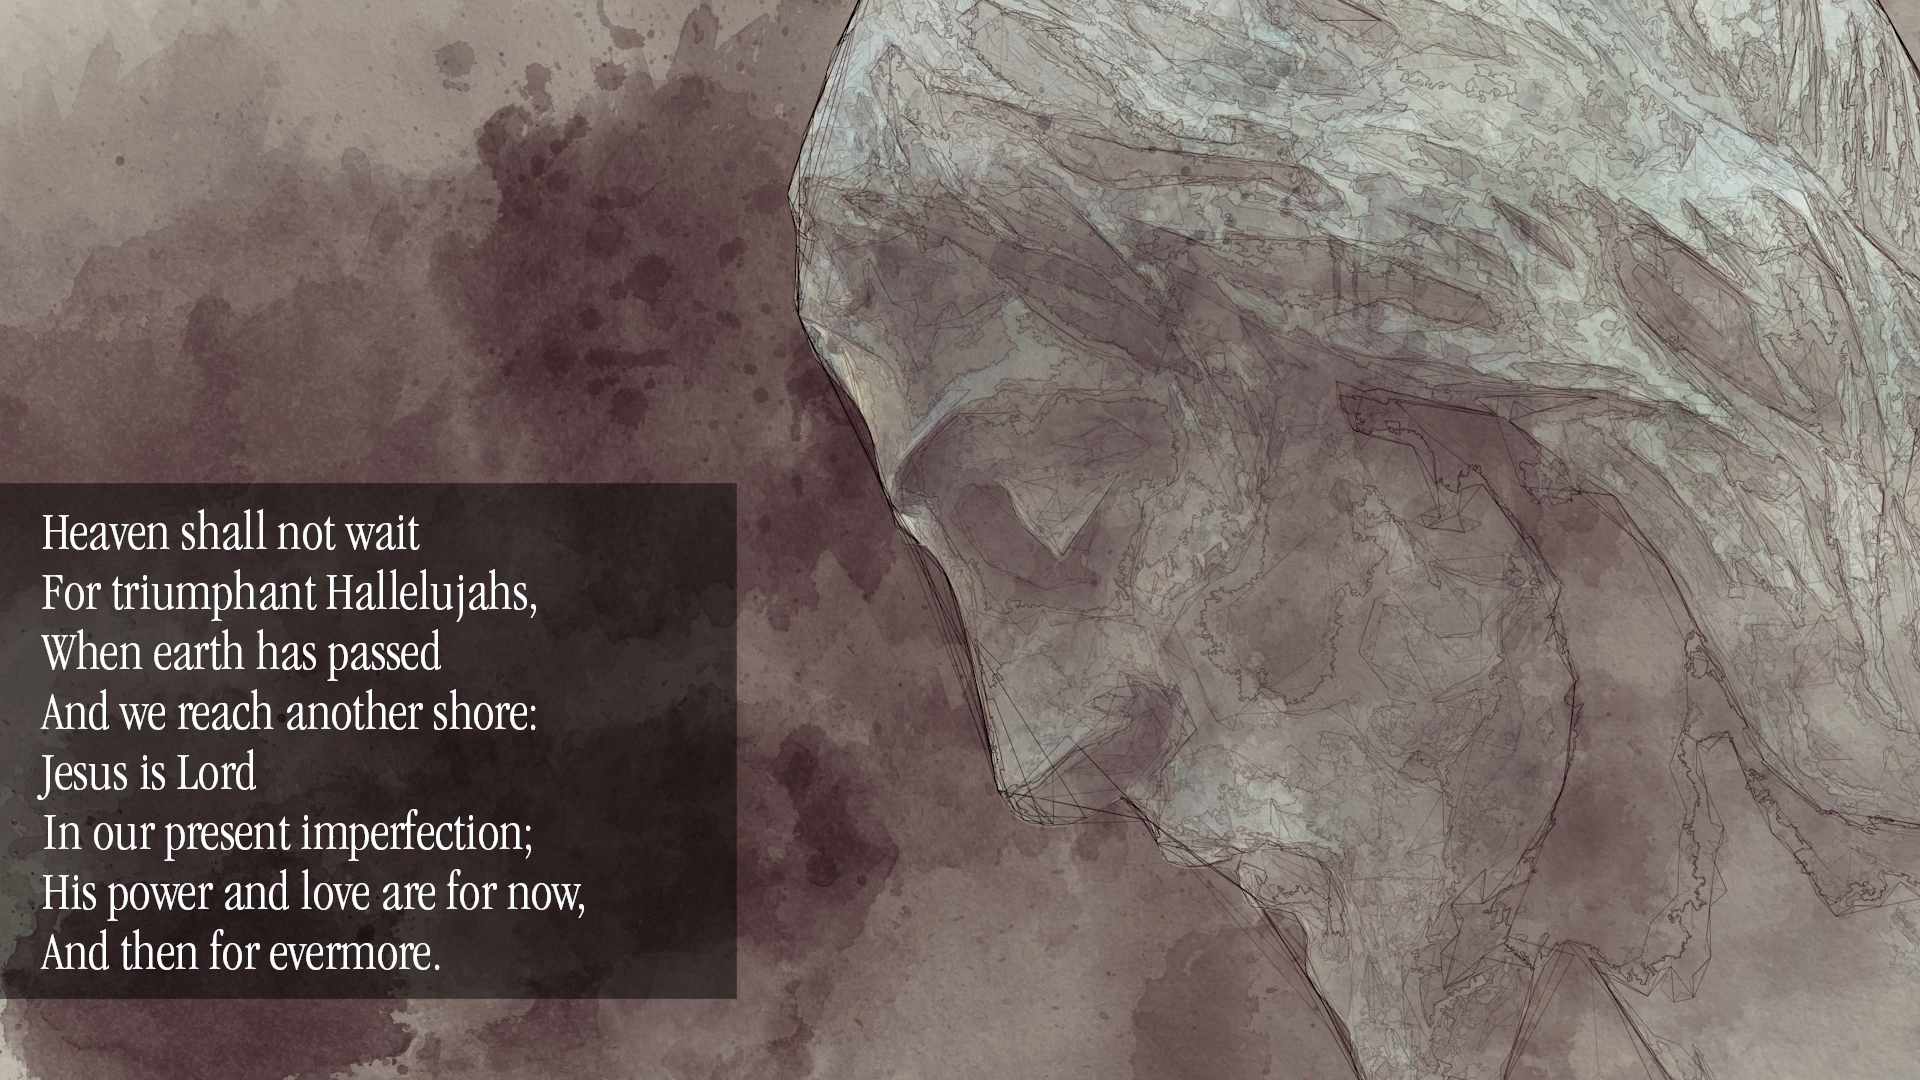 Heaven shall not wait
For triumphant Hallelujahs,
When earth has passed
And we reach another shore:
Jesus is Lord
In our present imperfection;
His power and love are for now,
And then for evermore.